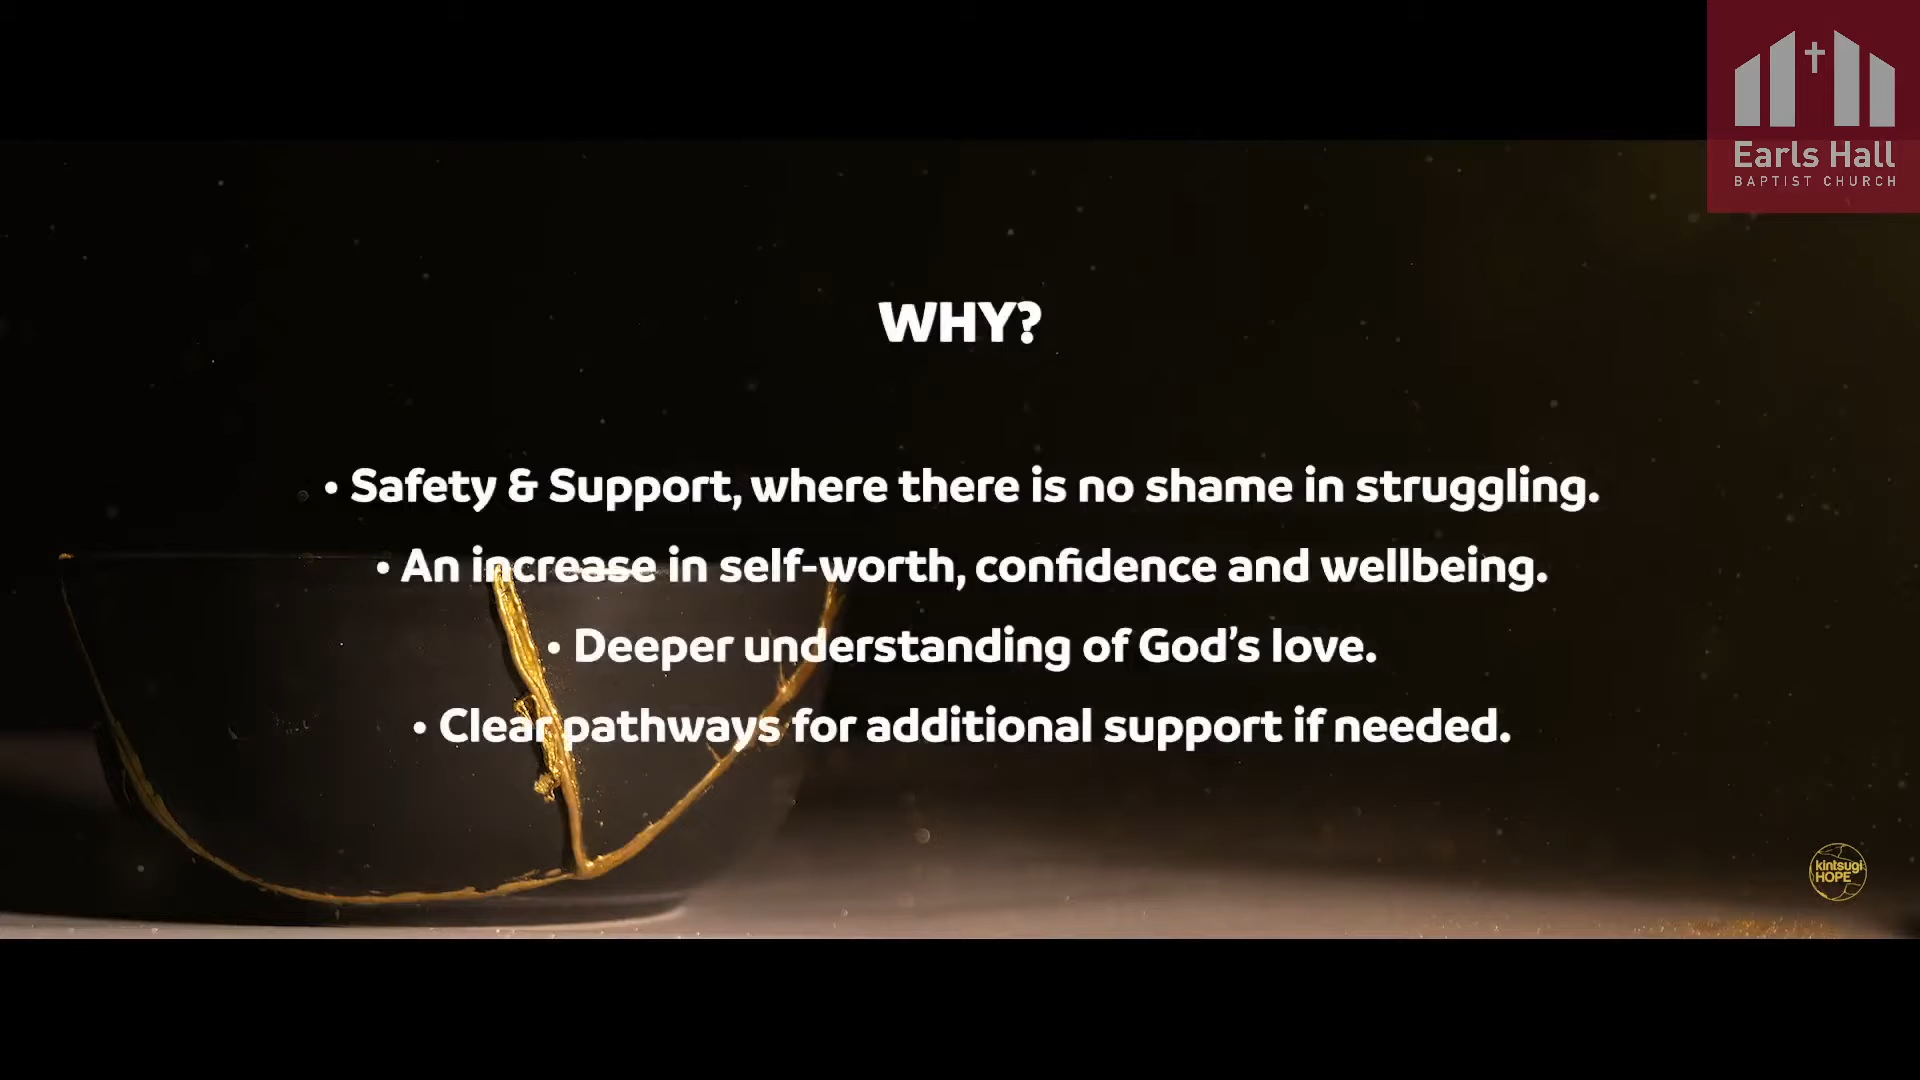 Earls Hall
BAPTIST CHURCH
WHY?
• Safety & Support, where there is no shame in struggling.
• An increase in self-worth, confidence and wellbeing.
• Deeper understanding of God’s love.
• Clear pathways for additional support if needed.
kintsugi
HOPE